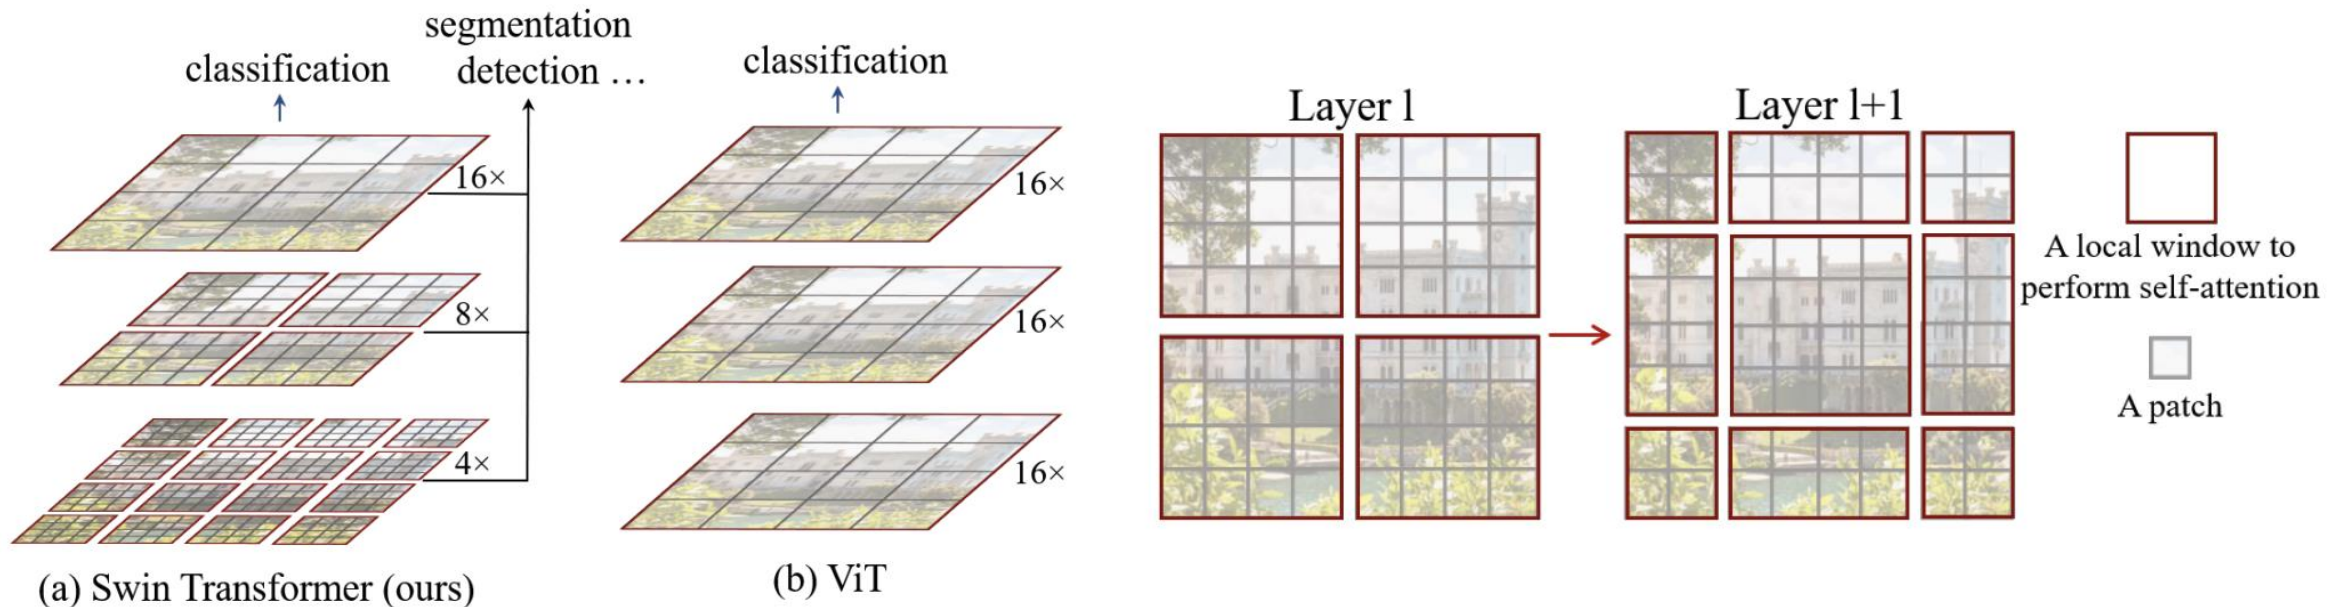 classification
segmentation
detection …
16×
8×
4×
(a) Swin Transformer (ours)
classification
16×
16×
16×
(b) ViT
Layer l
Layer l+1
A local window to
perform self-attention
A patch